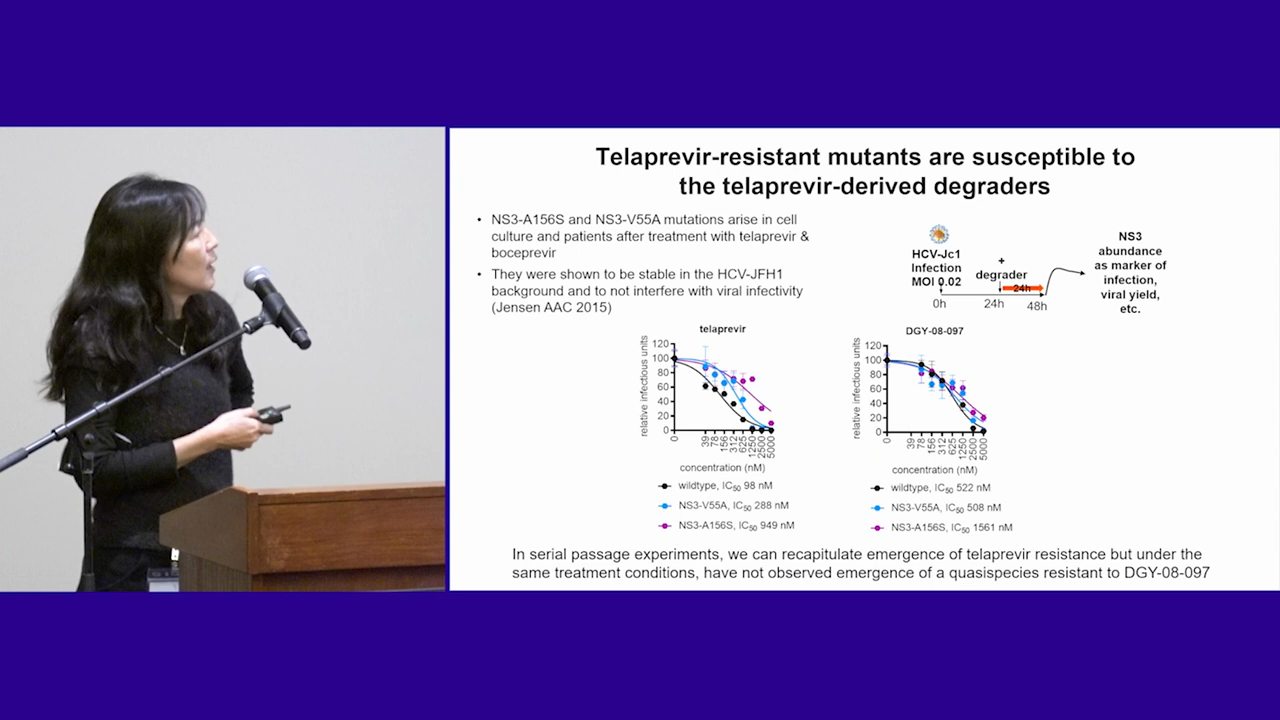 Telaprevir-resistant mutants are susceptible to
the telaprevir-derived degraders
• NS3-A156S and NS3-V55A mutations arise in cell
culture and patients after treatment with telaprevir &
boceprevir
• They were shown to be stable in the HCV-JFH1
background and to not interfere with viral infectivity
(Jensen AAC 2015)
HCV-Jc1
Infection
MOI 0.02
+
degrader
24h
0h
24h
48h
NS3
abundance
as marker of
infection,
viral yield,
etc.
telaprevir
relative infectious units
120
100
80
60
40
20
0
0
39
78
156
312
625
1250
2500
5000
concentration (nM)
wildtype, IC50 98 nM
NS3-V55A, IC50 288 nM
NS3-A156S, IC50 949 nM
DGY-08-097
relative infectious units
120
100
80
60
40
20
0
0
39
78
156
312
625
1250
2500
5000
concentration (nM)
wildtype, IC50 522 nM
NS3-V55A, IC50 508 nM
NS3-A156S, IC50 1561 nM
In serial passage experiments, we can recapitulate emergence of telaprevir resistance but under the
same treatment conditions, have not observed emergence of a quasispecies resistant to DGY-08-097